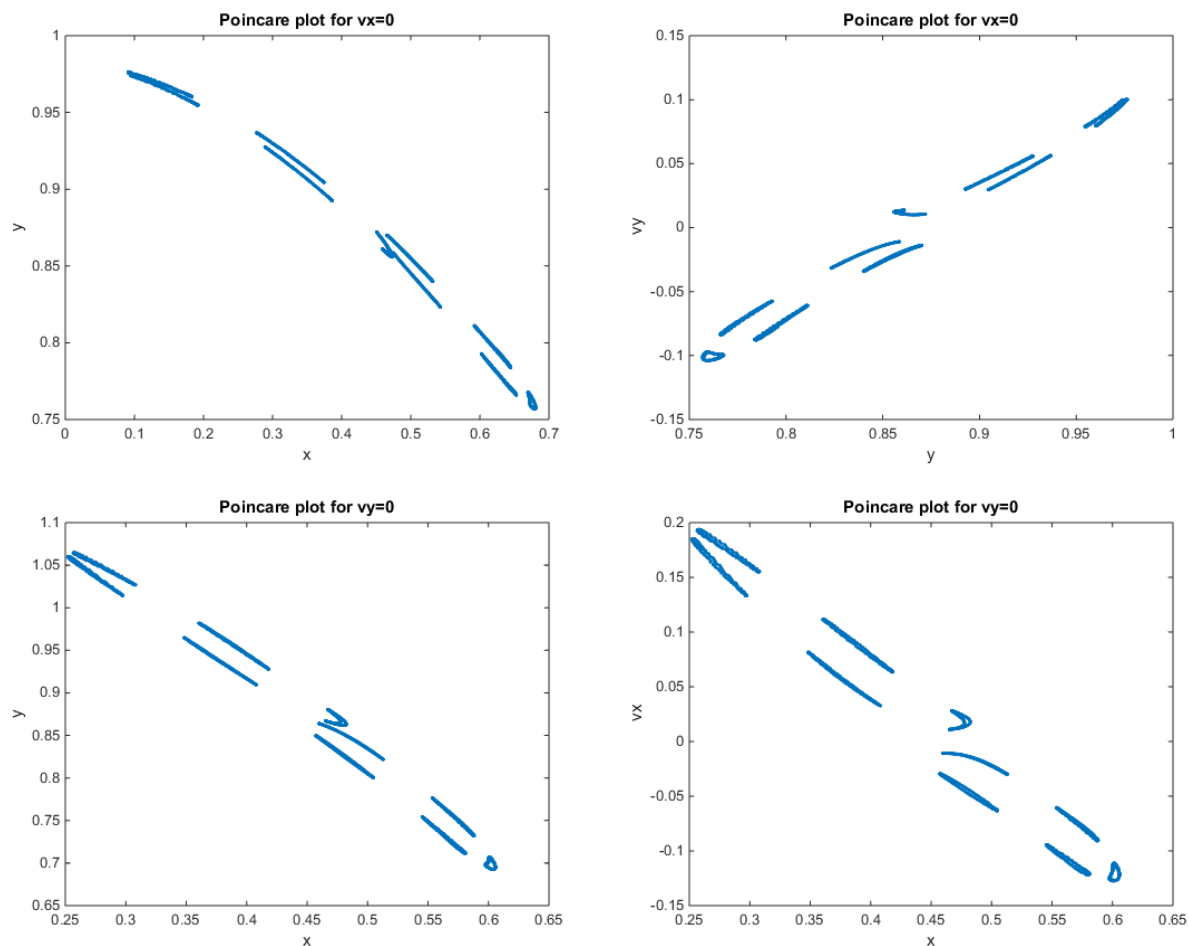 Poincare plot for vx=0
1
0.95
0.9
0.85
0.8
0.75
y
0 0.1 0.2 0.3 0.4 0.5 0.6 0.7
x
Poincare plot for vx=0
0.15
0.1
0.05
0
-0.05
-0.1
-0.15
vy
0.75 0.8 0.85 0.9 0.95 1
y
Poincare plot for vy=0
1.1
1.05
1
0.95
0.9
0.85
0.8
0.75
0.7
0.65
y
0.25 0.3 0.35 0.4 0.45 0.5 0.55 0.6 0.65
x
Poincare plot for vy=0
0.2
0.15
0.1
0.05
0
-0.05
-0.1
-0.15
vx
0.25 0.3 0.35 0.4 0.45 0.5 0.55 0.6 0.65
x